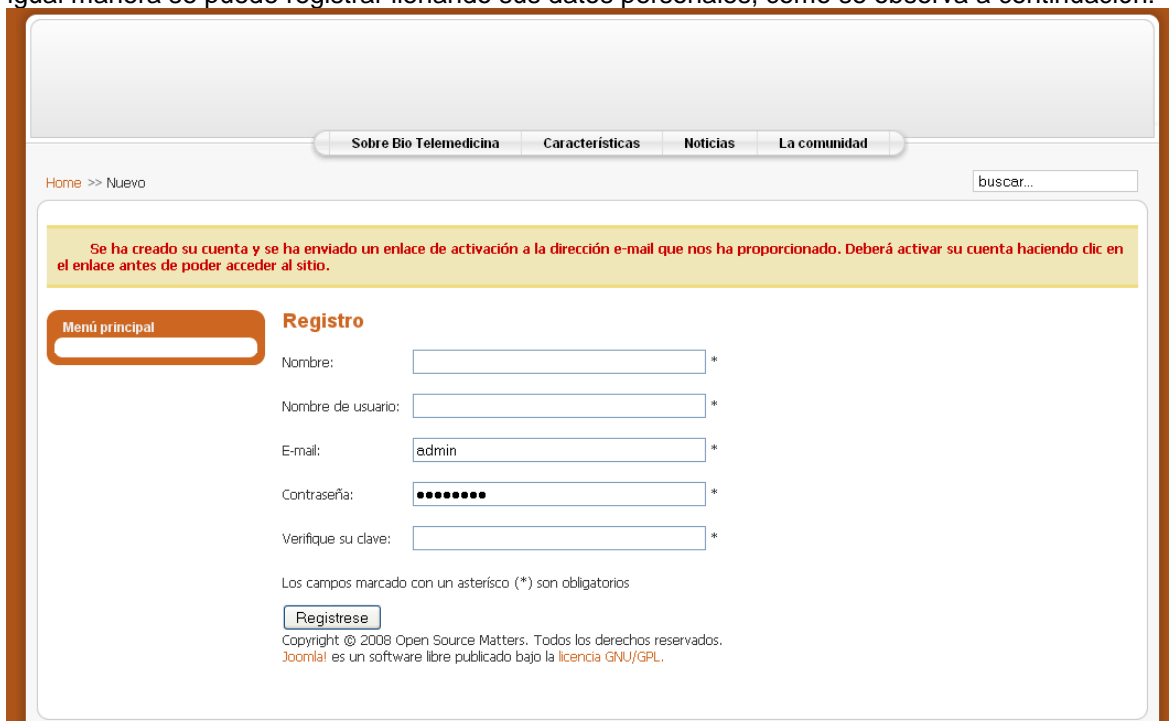 igual manera se puede registrar llenando sus datos personales, como se observa a continuación:
Sobre Bio Telemedicina Características Noticias La comunidad
Home >> Nuevo buscar...
Se ha creado su cuenta y se ha enviado un enlace de activación a la dirección e-mail que nos ha proporcionado. Deberá activar su cuenta haciendo clic en
el enlace antes de poder acceder al sitio.
Menú principal
Registro
Nombre: *
Nombre de usuario: *
E-mail: admin *
Contraseña: ●●●●●●●● *
Verifique su clave: *
Los campos marcado con un asterísco (*) son obligatorios
Registrese
Copyright © 2008 Open Source Matters. Todos los derechos reservados.
Joomla! es un software libre publicado bajo la licencia GNU/GPL.